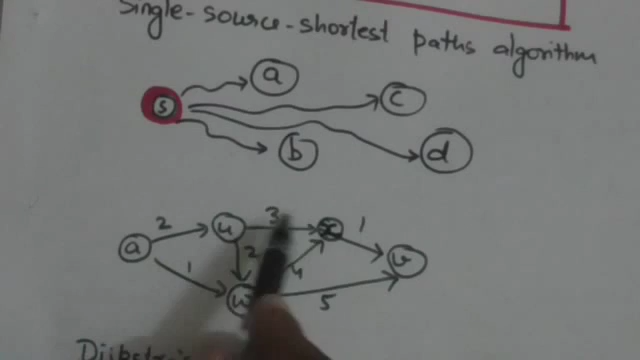 Single-source-shortest paths algorithm
a
s
c
b
d
2
u
3
x
1
a
2
v
1
4
w
5